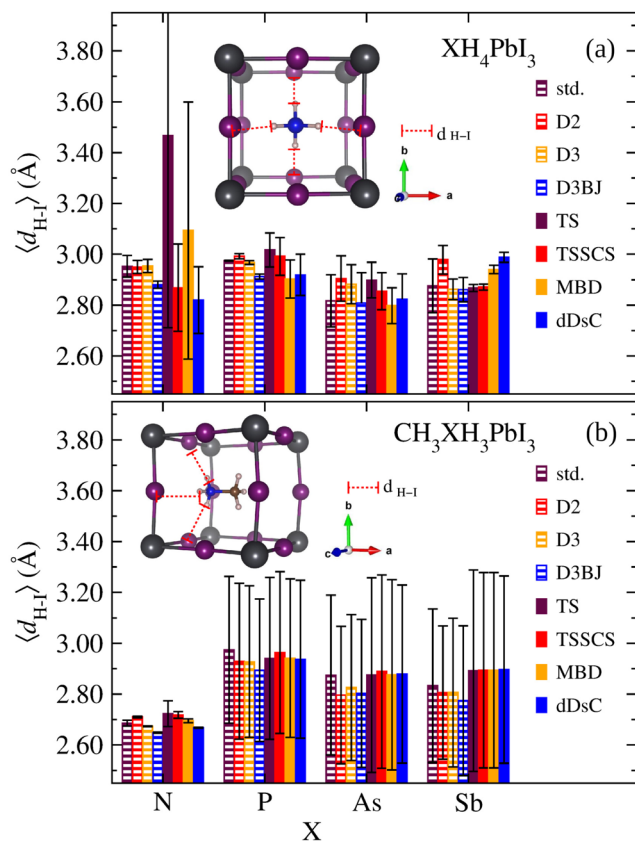 XH₄PbI₃ (a)
3.80
3.60
3.40
3.20
3.00
2.80
2.60
⟨d_H-I⟩ (Å)
d H-I
b
c
a
std.
D2
D3
D3BJ
TS
TSSCS
MBD
dDsC
CH₃XH₃PbI₃ (b)
3.80
3.60
3.40
3.20
3.00
2.80
2.60
⟨d_H-I⟩ (Å)
d H-I
b
c
a
std.
D2
D3
D3BJ
TS
TSSCS
MBD
dDsC
N P As Sb
X